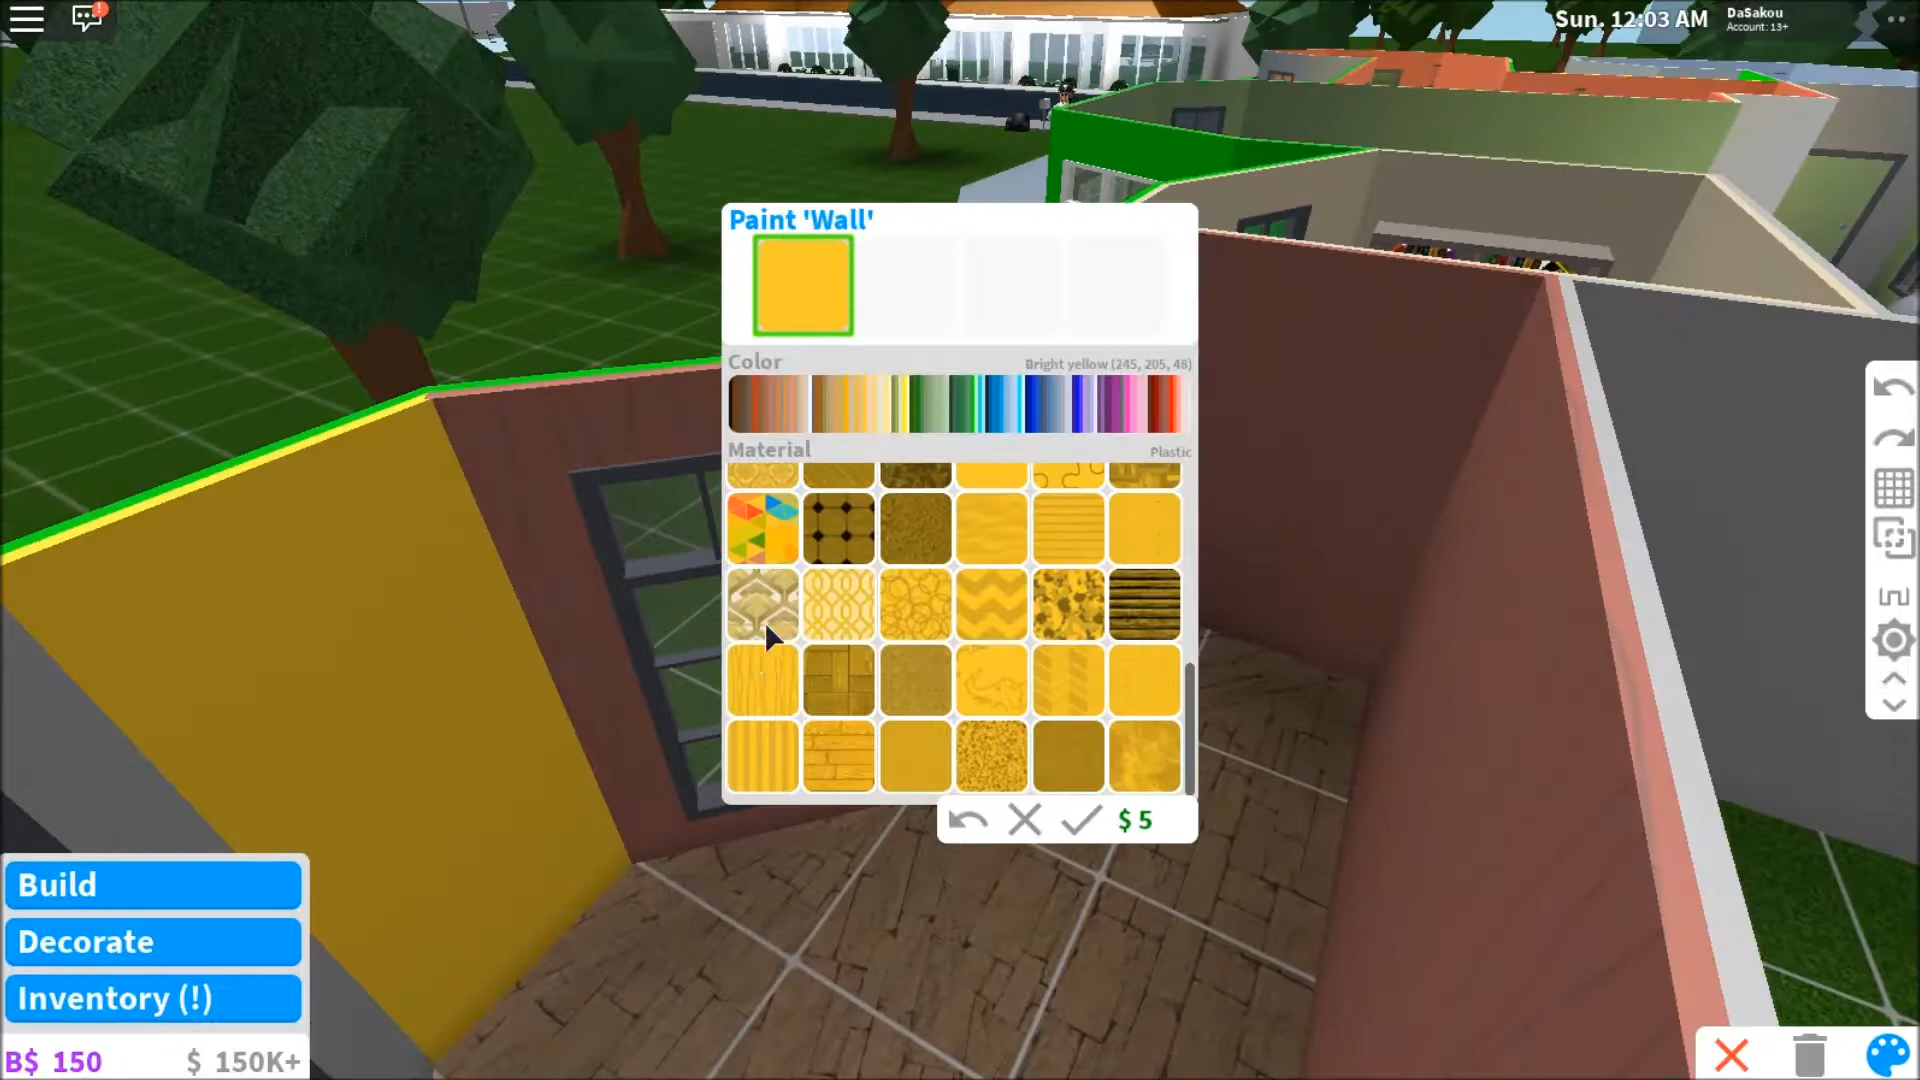 Sun. 12:03 AM
DaSakou
Account: 13+
Paint 'Wall'
Color
Bright yellow (245, 205, 48)
Material
Plastic
$ 5
Build
Decorate
Inventory (!)
B$ 150
$ 150K+